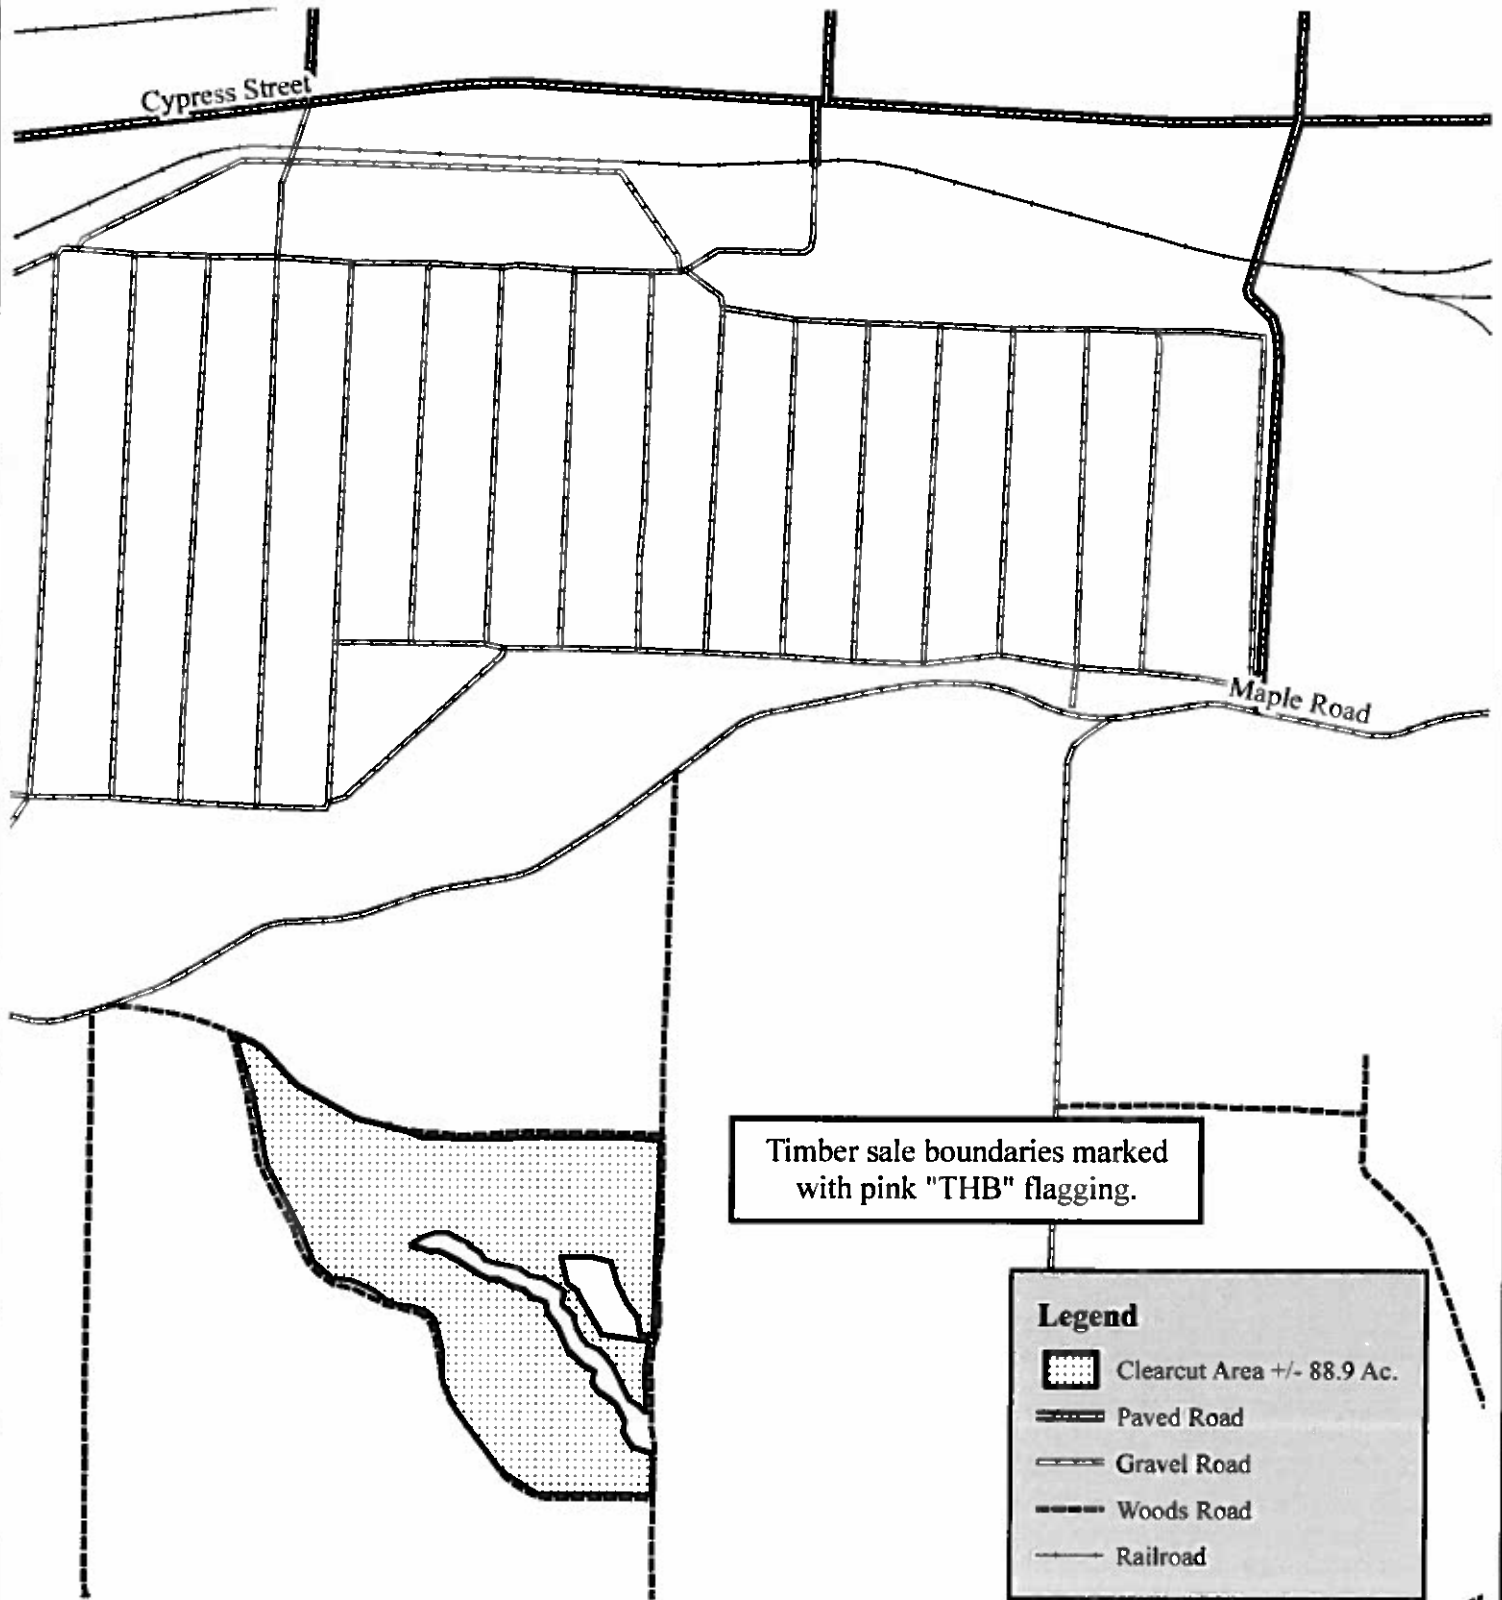 Cypress Street
Maple Road
Timber sale boundaries marked
with pink "THB" flagging.
Legend
Clearcut Area +/- 88.9 Ac.
Paved Road
Gravel Road
Woods Road
Railroad